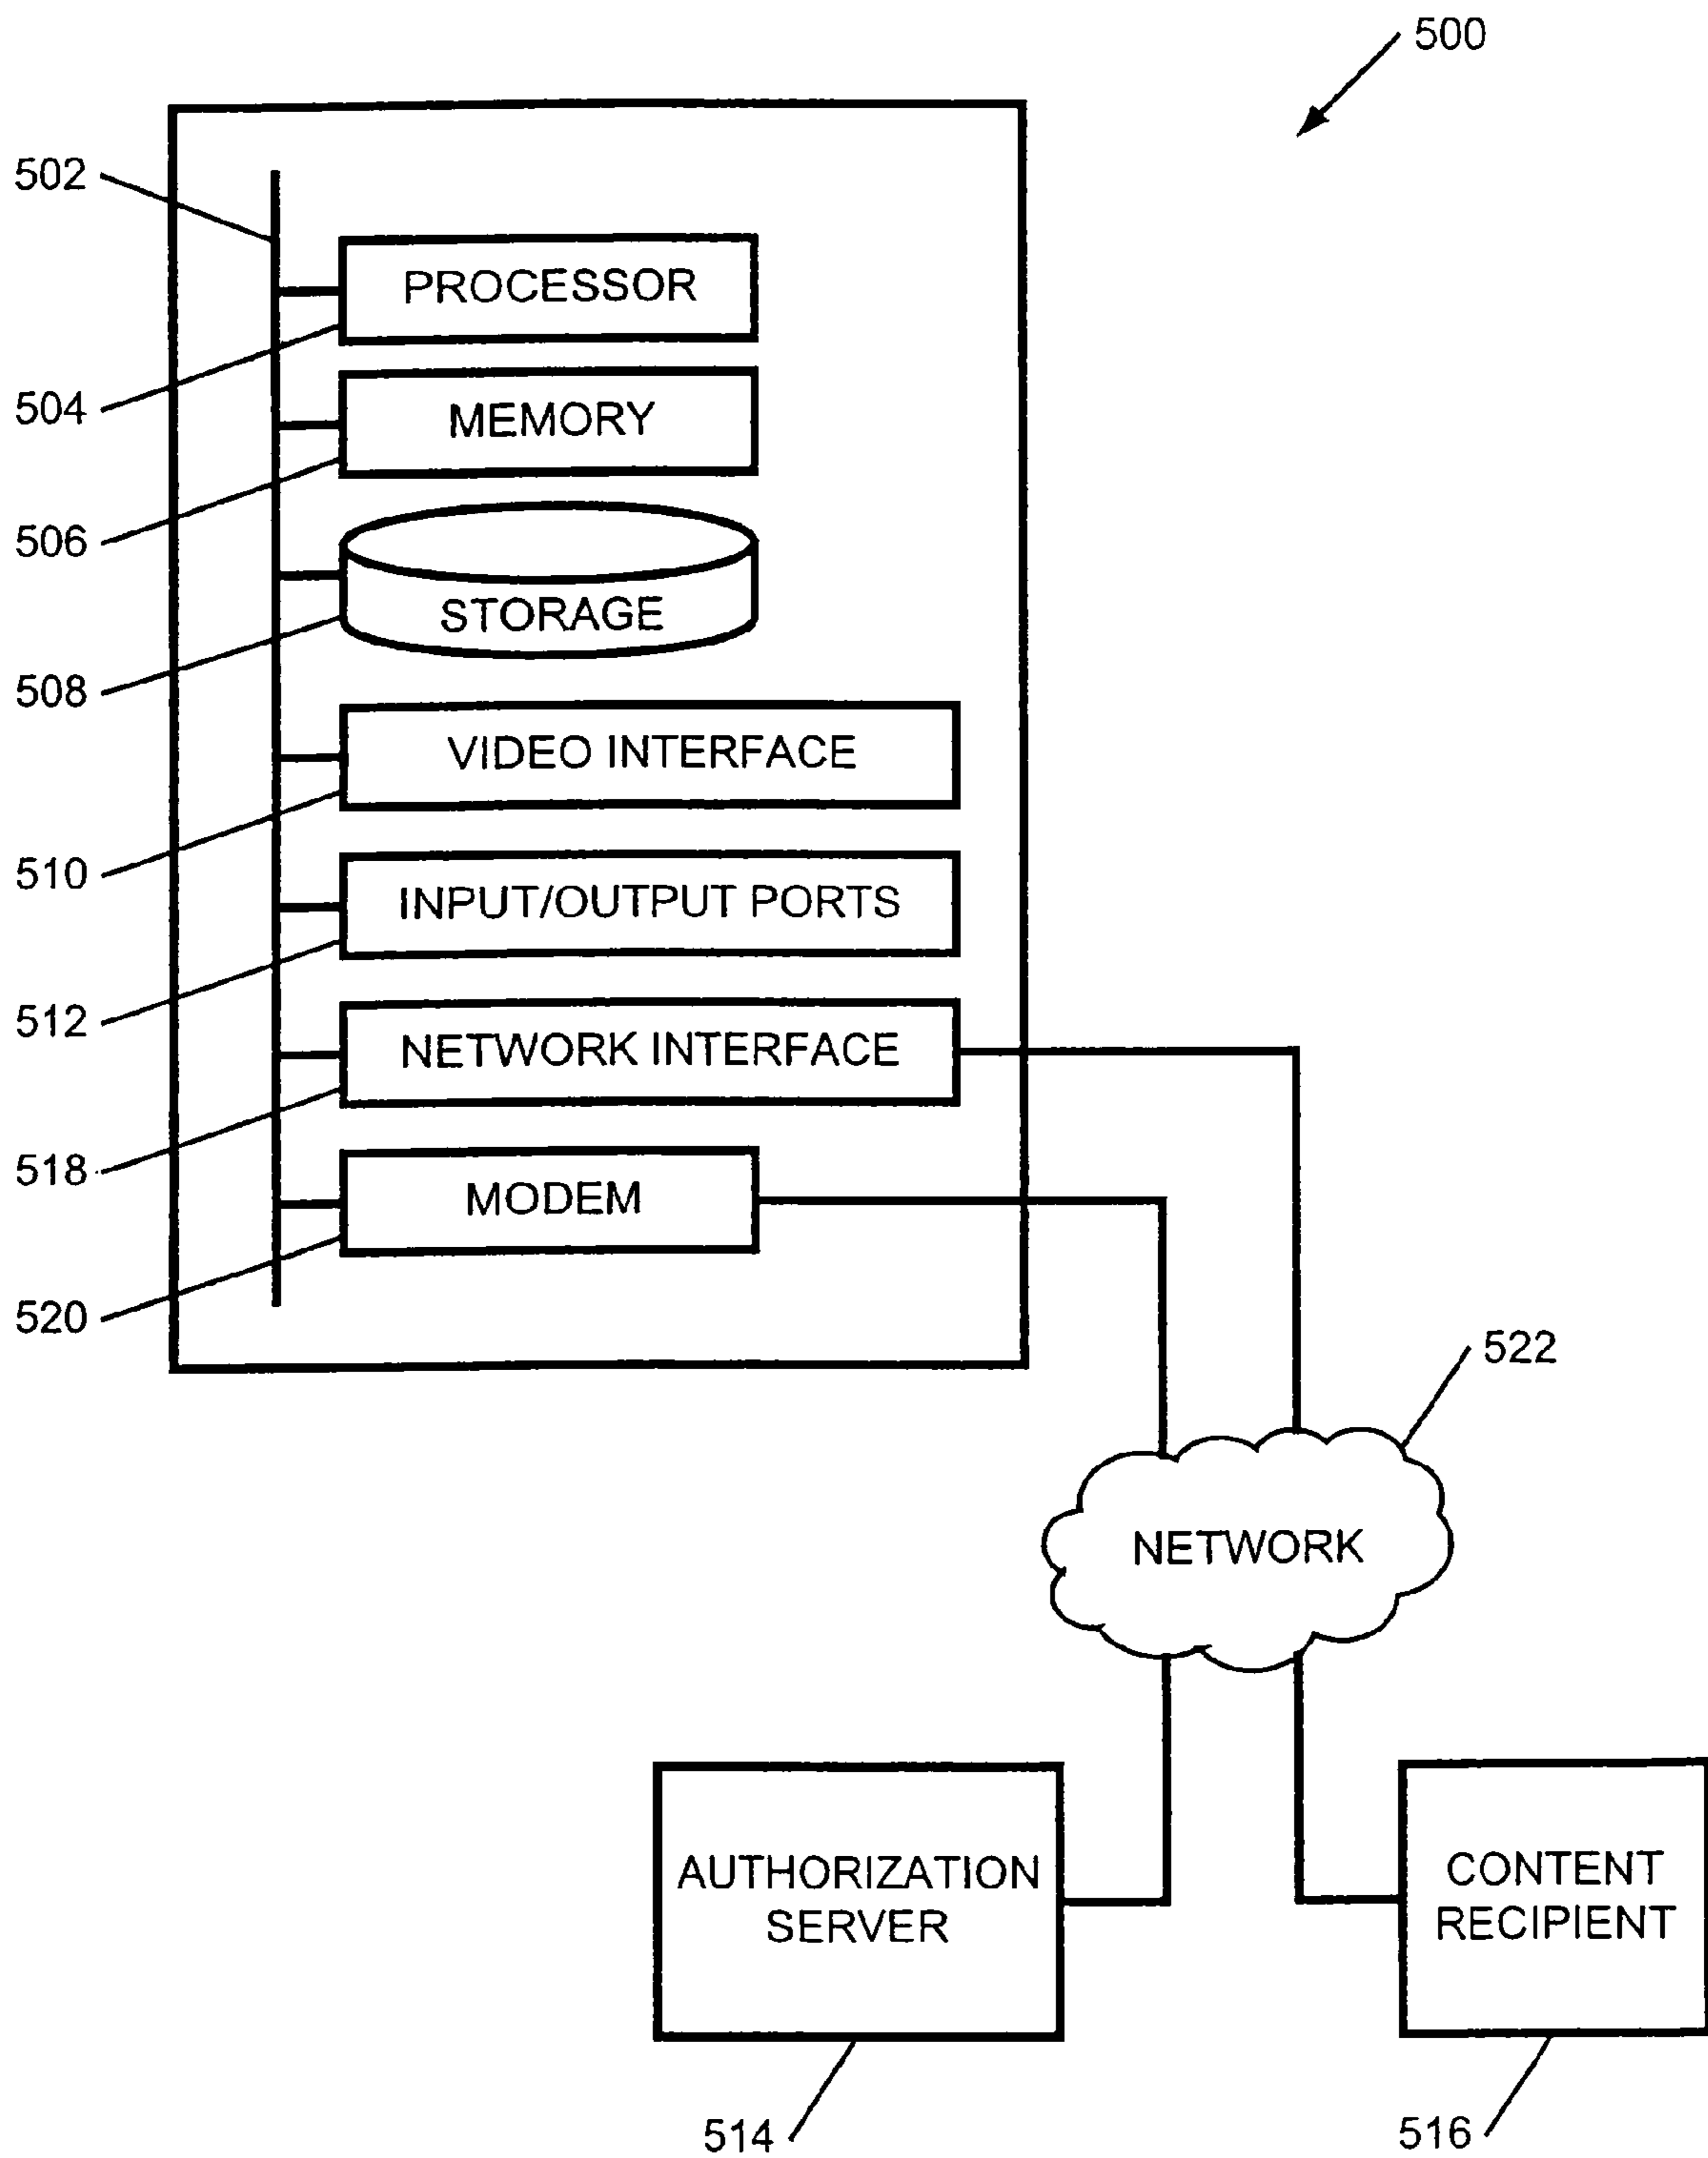 500
502
PROCESSOR
504
MEMORY
506
STORAGE
508
VIDEO INTERFACE
510
INPUT/OUTPUT PORTS
512
NETWORK INTERFACE
518
MODEM
520
522
NETWORK
AUTHORIZATION
SERVER
CONTENT
RECIPIENT
514
516